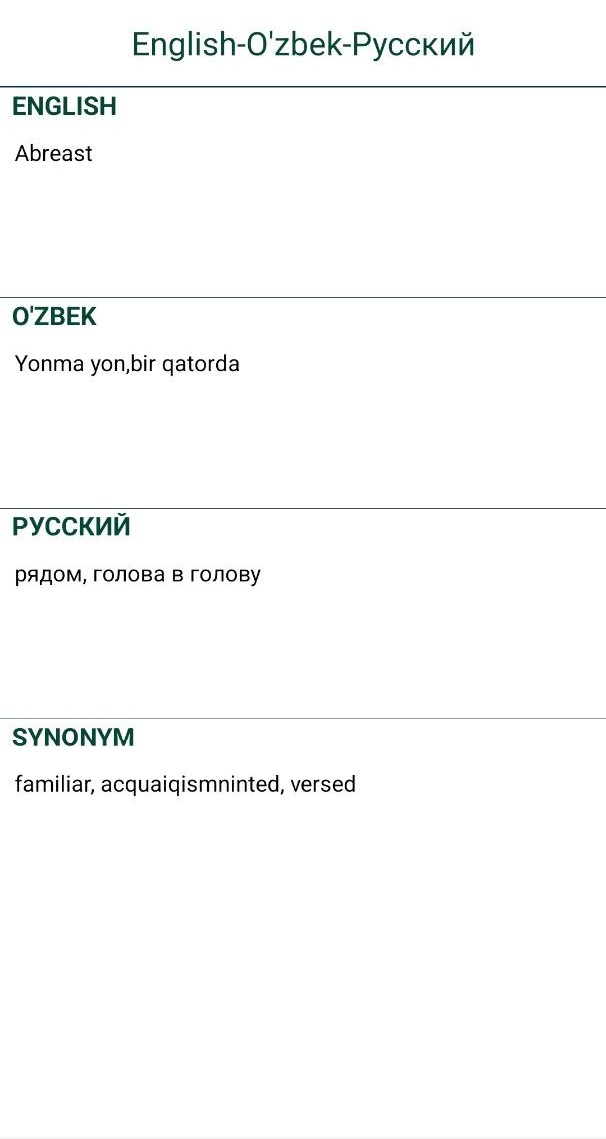 English-O'zbek-Русский
ENGLISH
Abreast
O'ZBEK
Yonma yon,bir qatorda
РУССКИЙ
рядом, голова в голову
SYNONYM
familiar, acquaiqismninted, versed